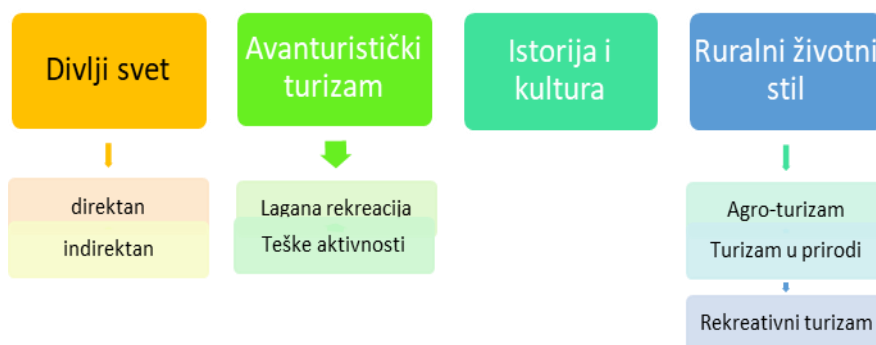 Divlji svet
Avanturistički
turizam
Istorija i
kultura
Ruralni životni
stil
direktan
indirektan
Lagana rekreacija
Teške aktivnosti
Agro-turizam
Turizam u prirodi
Rekreativni turizam